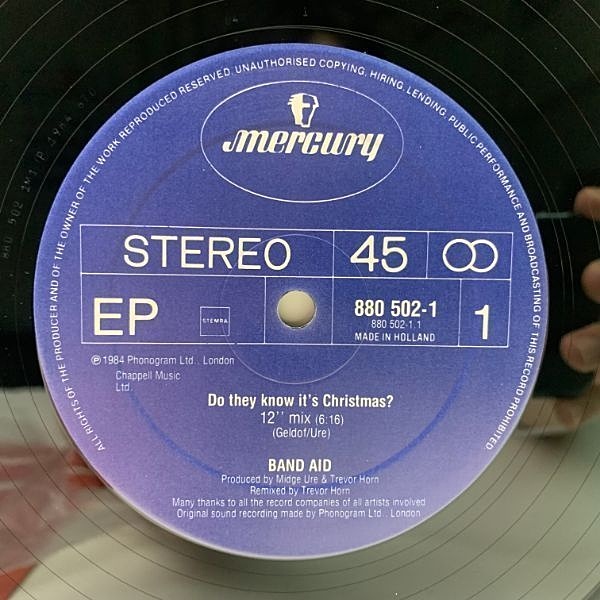 ALL RIGHTS OF THE PRODUCER AND OF THE OWNER OF THE WORK REPRODUCED RESERVED. UNAUTHORISED COPYING, HIRING, LENDING, PUBLIC PERFORMANCE AND BROADCASTING OF THIS RECORD PROHIBITED.
mercury
STEREO 45
EP STEMRA 880 502-1 1
880 502-1.1
MADE IN HOLLAND
℗ 1984 Phonogram Ltd., London
Chappell Music
Ltd.
Do they know it's Christmas?
12'' mix (6:16)
(Geldof/Ure)
BAND AID
Produced by Midge Ure & Trevor Horn
Remixed by Trevor Horn
Many thanks to all the record companies of all artists involved
Original sound recording made by Phonogram Ltd., London